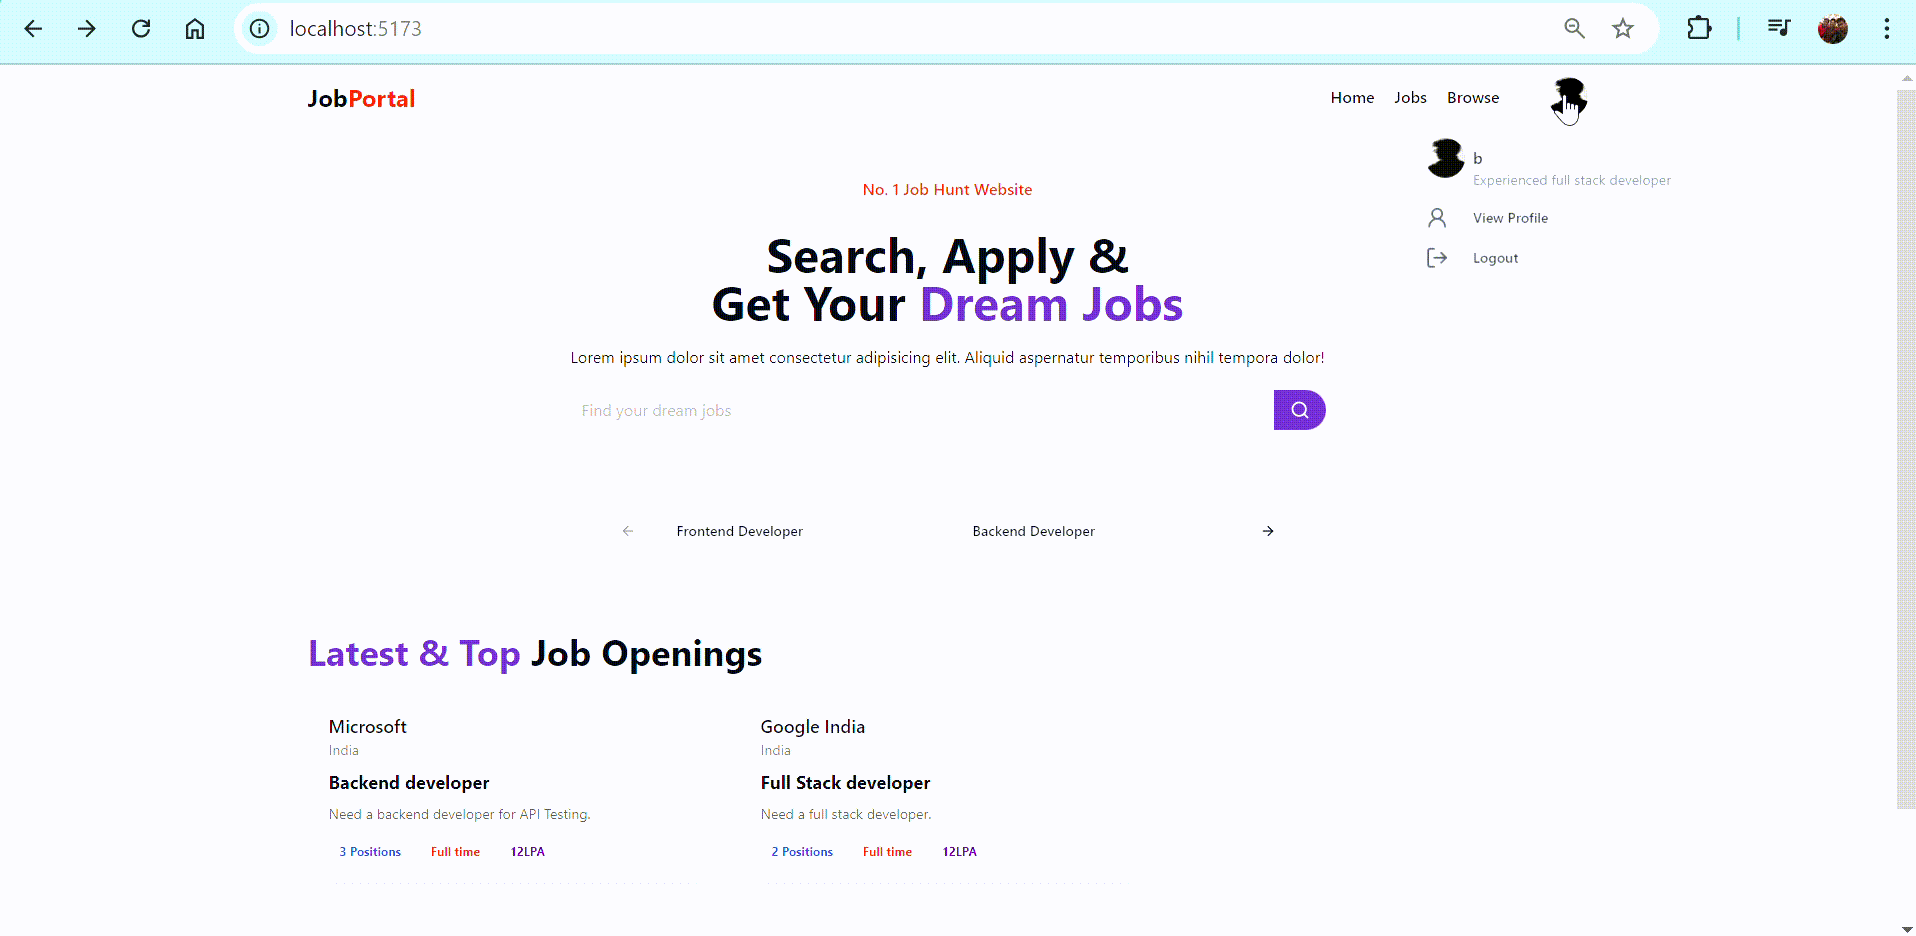 localhost:5173
JobPortal
Home Jobs Browse
b
Experienced full stack developer
View Profile
Logout
No. 1 Job Hunt Website
Search, Apply &
Get Your Dream Jobs
Lorem ipsum dolor sit amet consectetur adipisicing elit. Aliquid aspernatur temporibus nihil tempora dolor!
Find your dream jobs
Frontend Developer Backend Developer
Latest & Top Job Openings
Microsoft
India
Backend developer
Need a backend developer for API Testing.
3 Positions Full time 12LPA
Google India
India
Full Stack developer
Need a full stack developer.
2 Positions Full time 12LPA